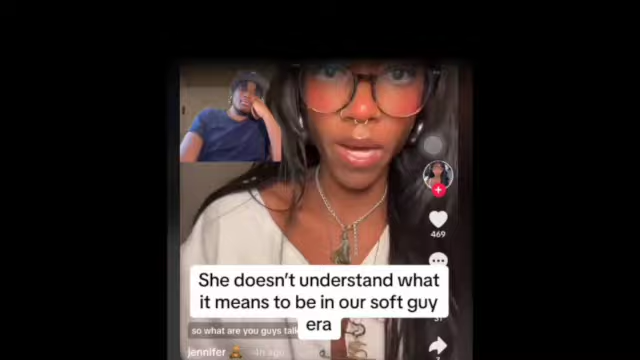 469
She doesn't understand what
it means to be in our soft guy
era
so what are you guys talk
Jennifer
4h ago